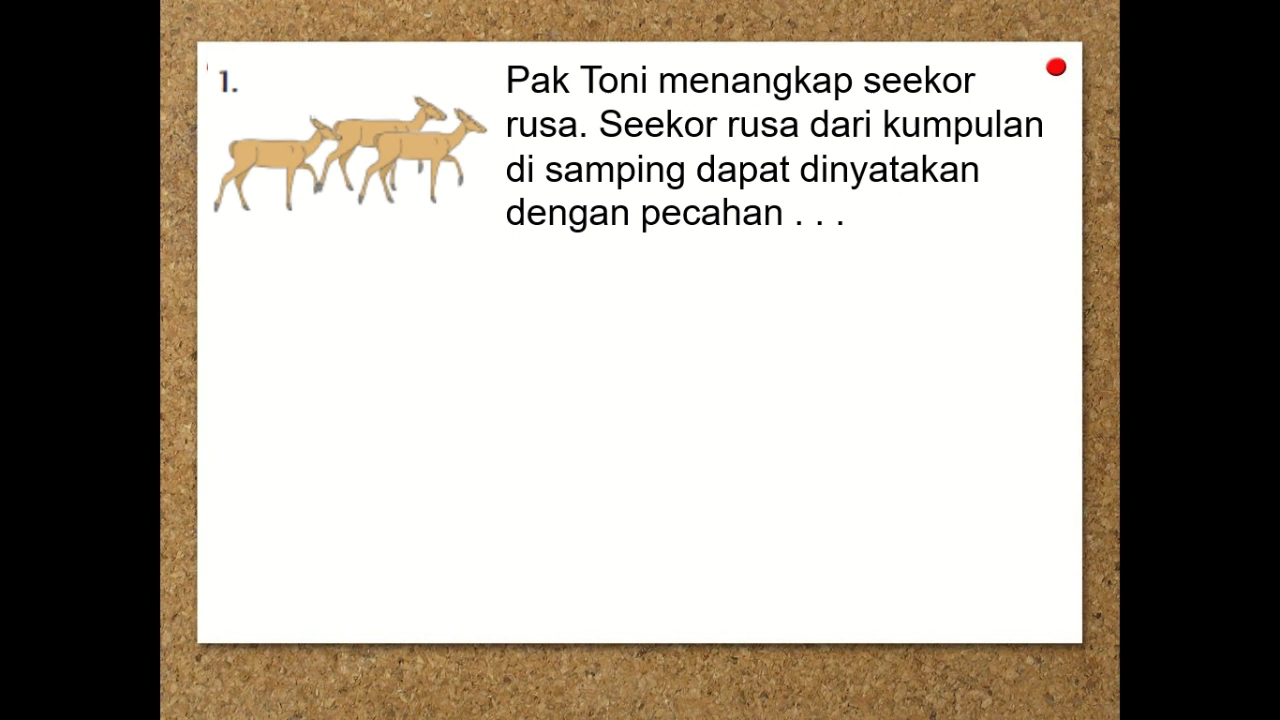 1.
Pak Toni menangkap seekor
rusa. Seekor rusa dari kumpulan
di samping dapat dinyatakan
dengan pecahan . . .